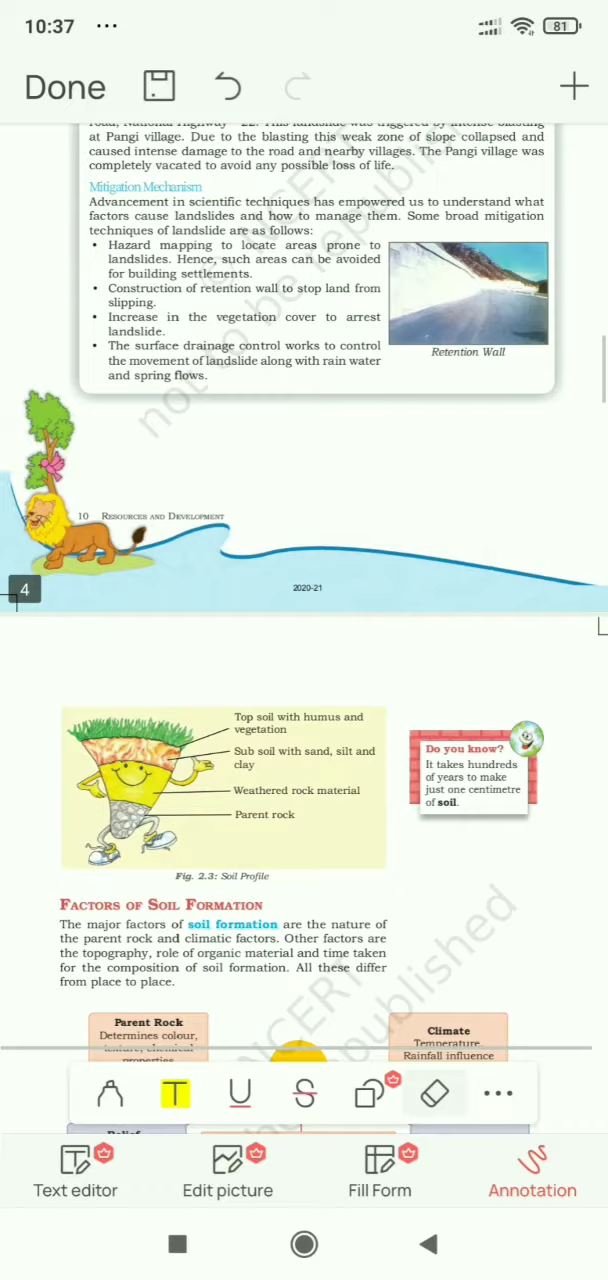 10:37 ...
81
Done
at Pangi village. Due to the blasting this weak zone of slope collapsed and
caused intense damage to the road and nearby villages. The Pangi village was
completely vacated to avoid any possible loss of life.
Mitigation Mechanism
Advancement in scientific techniques has empowered us to understand what
factors cause landslides and how to manage them. Some broad mitigation
techniques of landslide are as follows:
• Hazard mapping to locate areas prone to
landslides. Hence, such areas can be avoided
for building settlements.
• Construction of retention wall to stop land from
slipping.
• Increase in the vegetation cover to arrest
landslide.
• The surface drainage control works to control
the movement of landslide along with rain water
and spring flows.
Retention Wall
© NCERT
not to be republished
10 RESOURCES AND DEVELOPMENT
4
2020-21
Top soil with humus and
vegetation
Sub soil with sand, silt and
clay
Weathered rock material
Parent rock
Fig. 2.3: Soil Profile
Do you know?
It takes hundreds
of years to make
just one centimetre
of soil.
FACTORS OF SOIL FORMATION
The major factors of soil formation are the nature of
the parent rock and climatic factors. Other factors are
the topography, role of organic material and time taken
for the composition of soil formation. All these differ
from place to place.
NCERT
republished
Parent Rock
Determines colour,
texture, chemical
properties
Climate
Temperature,
Rainfall influence
T
U
S
...
Text editor
Edit picture
Fill Form
Annotation